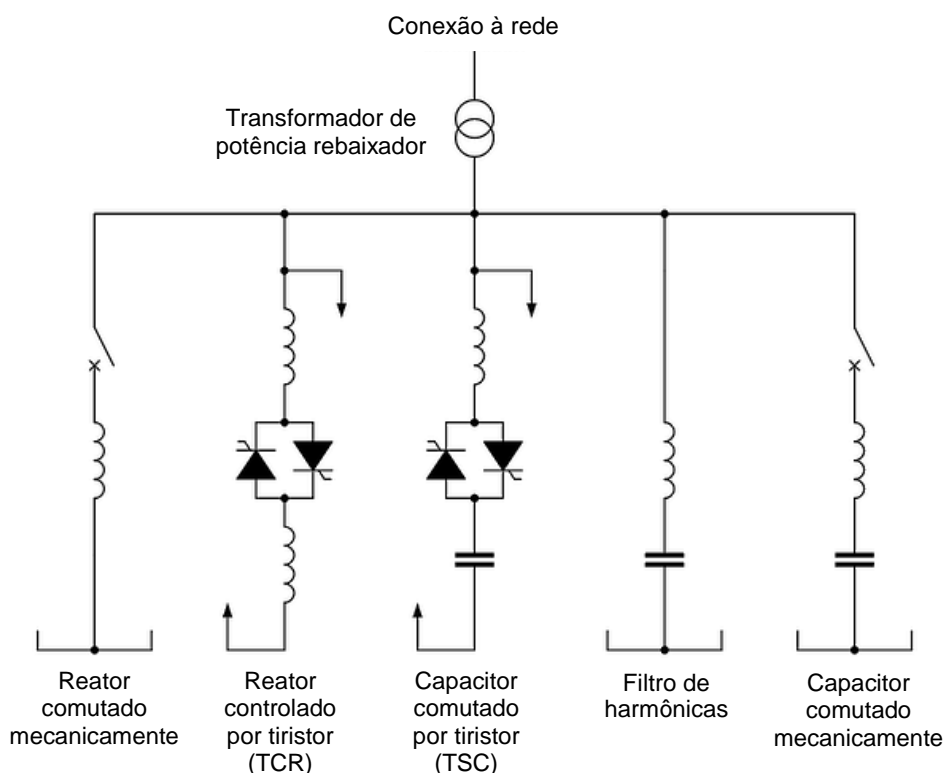 Conexão à rede
Transformador de
potência rebaixador
Reator
comutado
mecanicamente
Reator
controlado
por tiristor
(TCR)
Capacitor
comutado
por tiristor
(TSC)
Filtro de
harmônicas
Capacitor
comutado
mecanicamente